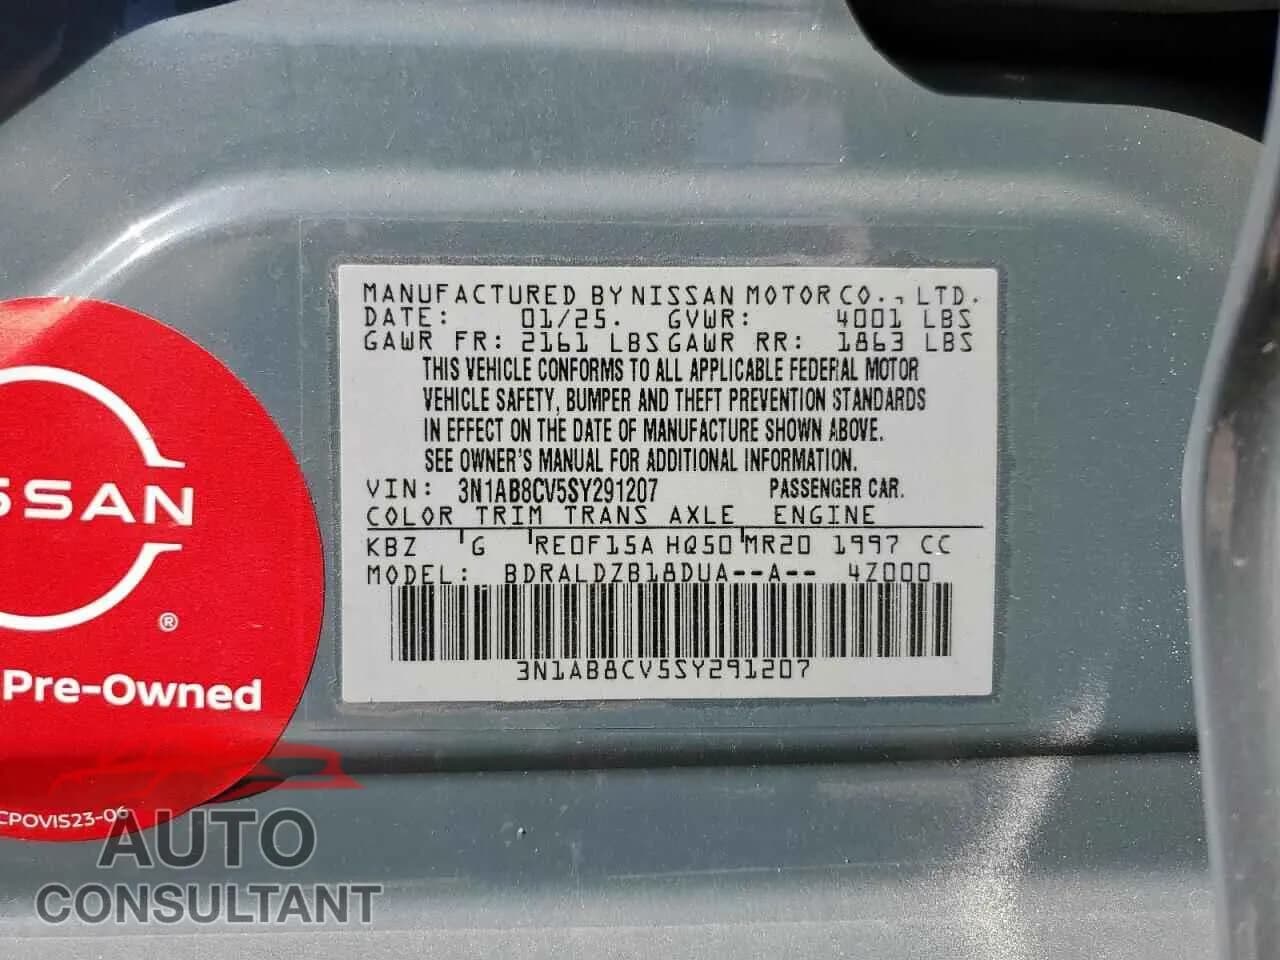 MANUFACTURED BY NISSAN MOTOR CO., LTD.
DATE: 01/25. GVWR: 4001 LBS
GAWR FR: 2161 LBS GAWR RR: 1863 LBS
THIS VEHICLE CONFORMS TO ALL APPLICABLE FEDERAL MOTOR
VEHICLE SAFETY, BUMPER AND THEFT PREVENTION STANDARDS
IN EFFECT ON THE DATE OF MANUFACTURE SHOWN ABOVE.
SEE OWNER'S MANUAL FOR ADDITIONAL INFORMATION.
VIN: 3N1AB8CV5SY291207 PASSENGER CAR.
COLOR TRIM TRANS AXLE ENGINE
KBZ G RE0F15A HQ50 MR20 1997 CC
MODEL: BDRALDZB18DUA--A-- 4Z000
3N1AB8CV5SY291207
SSAN
®
Pre-Owned
CPOVIS23-06
AUTO
CONSULTANT